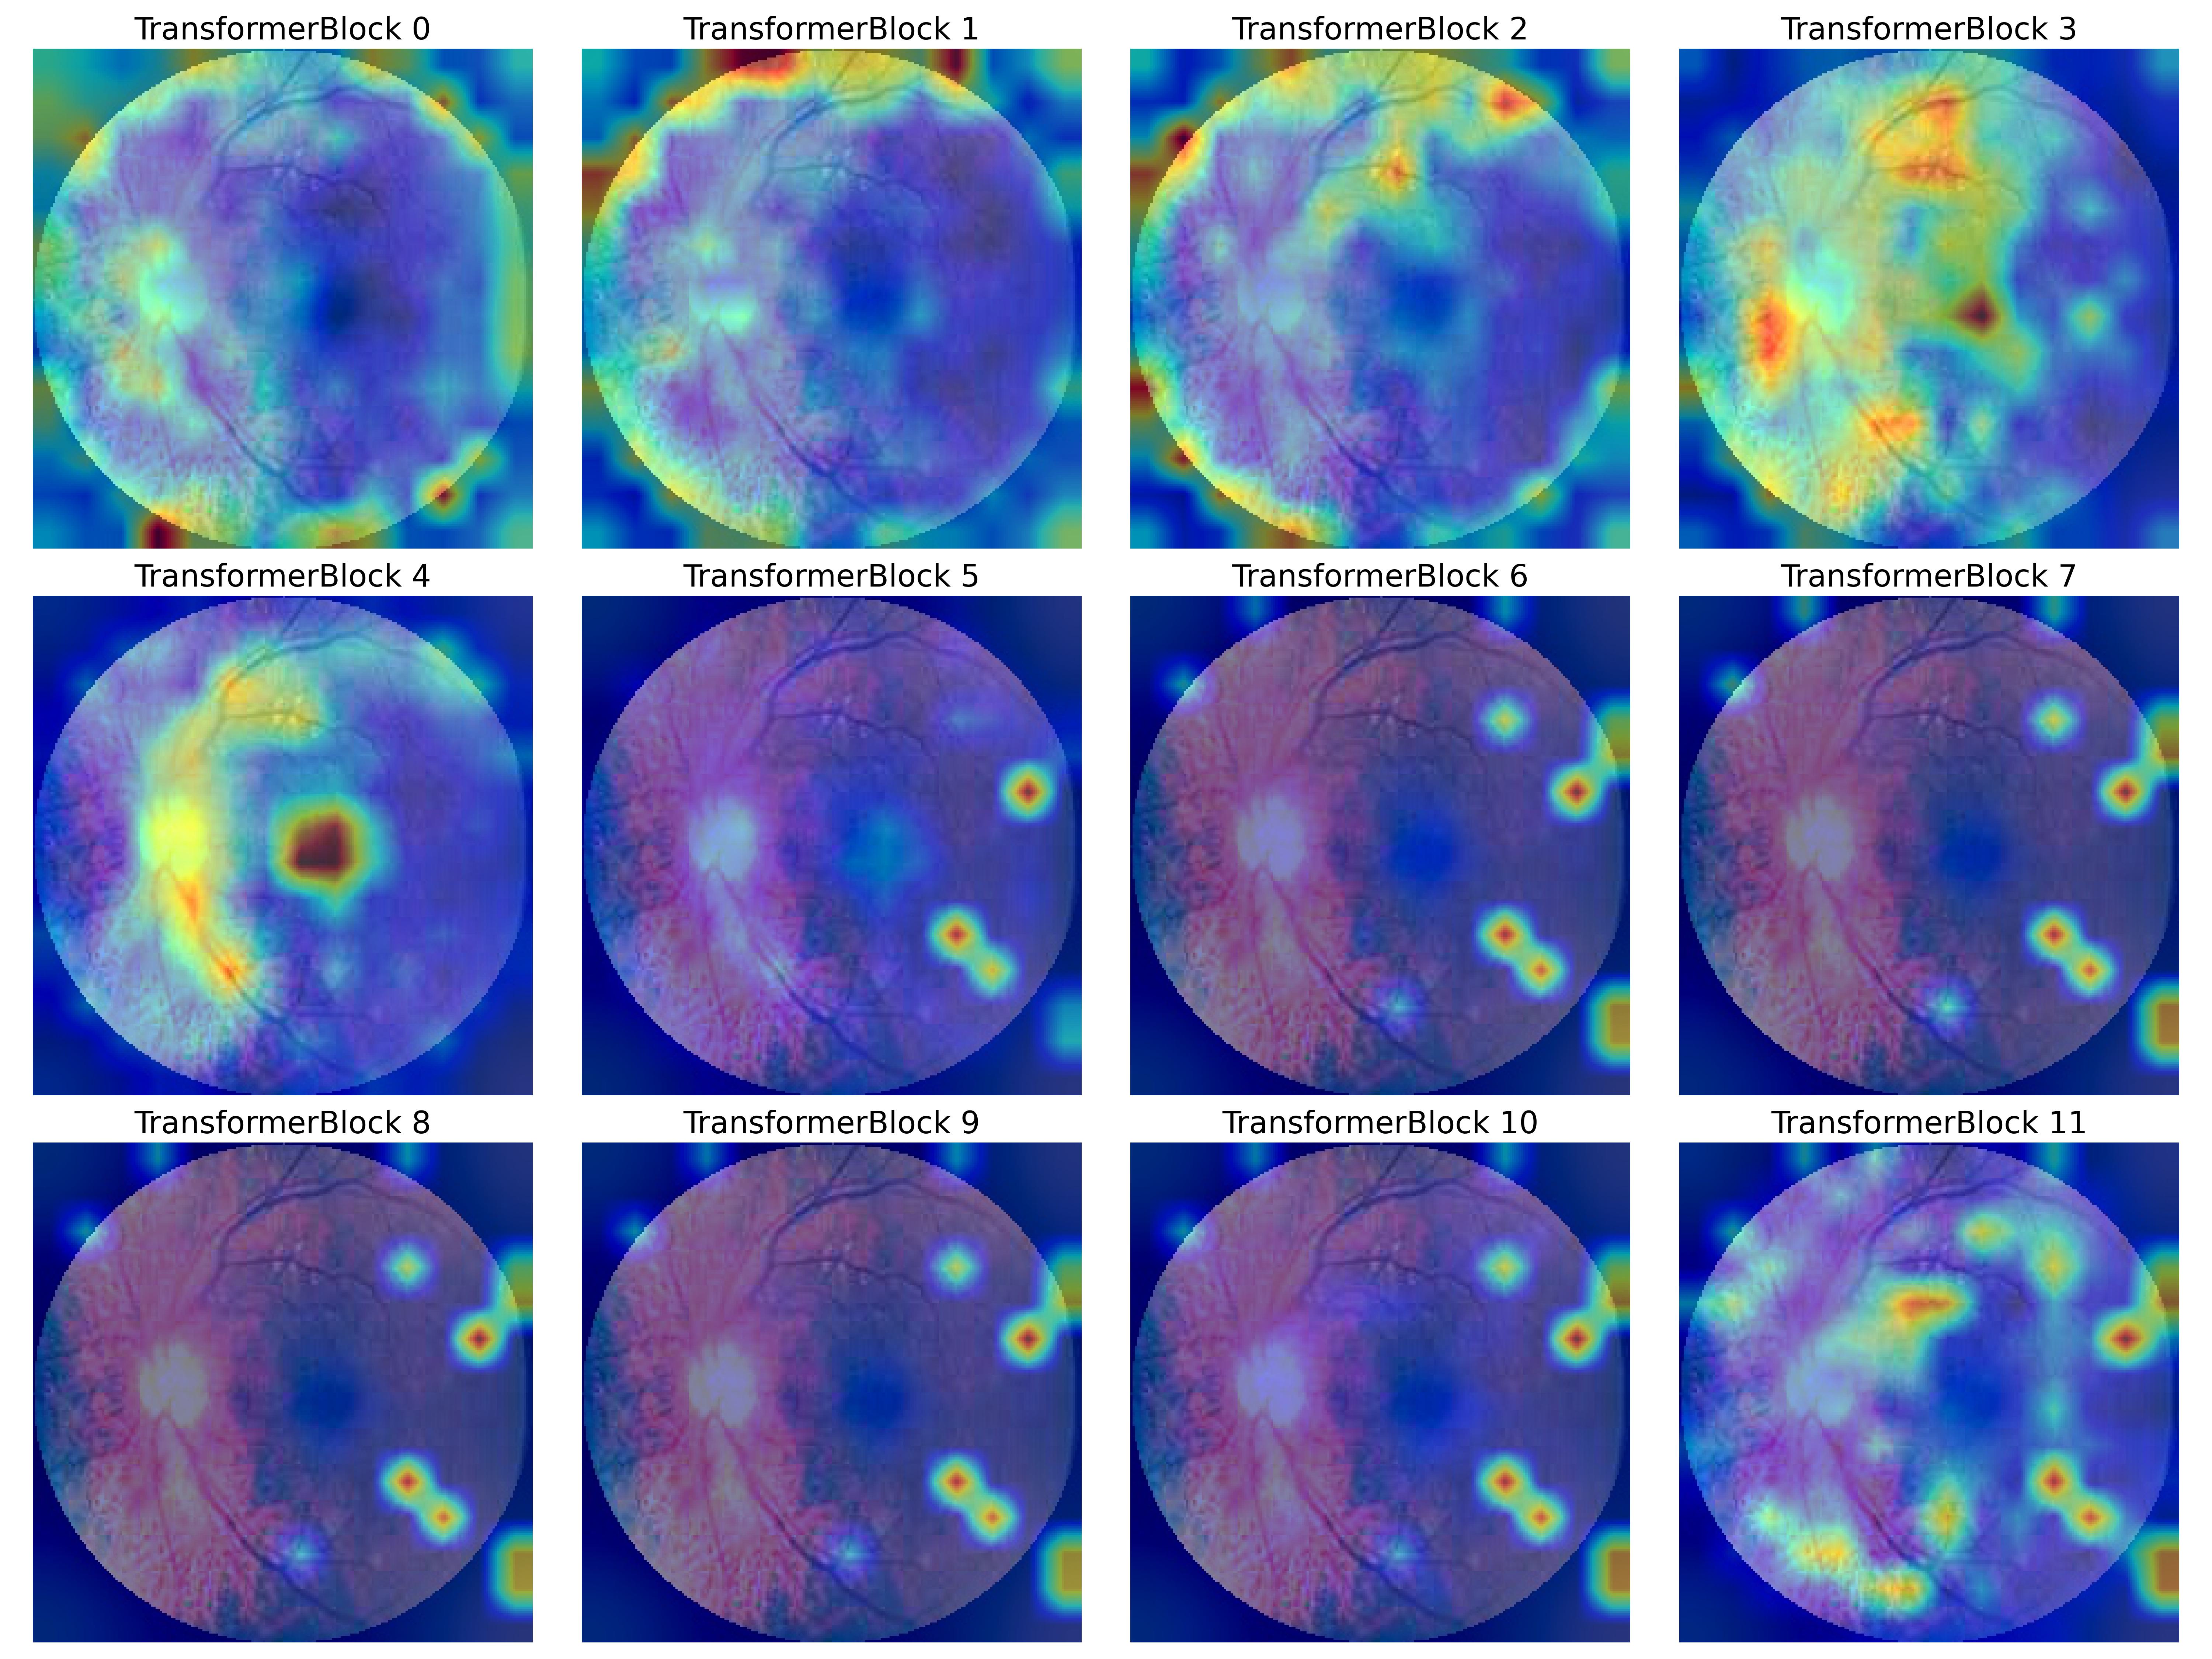 TransformerBlock 0
TransformerBlock 1
TransformerBlock 2
TransformerBlock 3
TransformerBlock 4
TransformerBlock 5
TransformerBlock 6
TransformerBlock 7
TransformerBlock 8
TransformerBlock 9
TransformerBlock 10
TransformerBlock 11